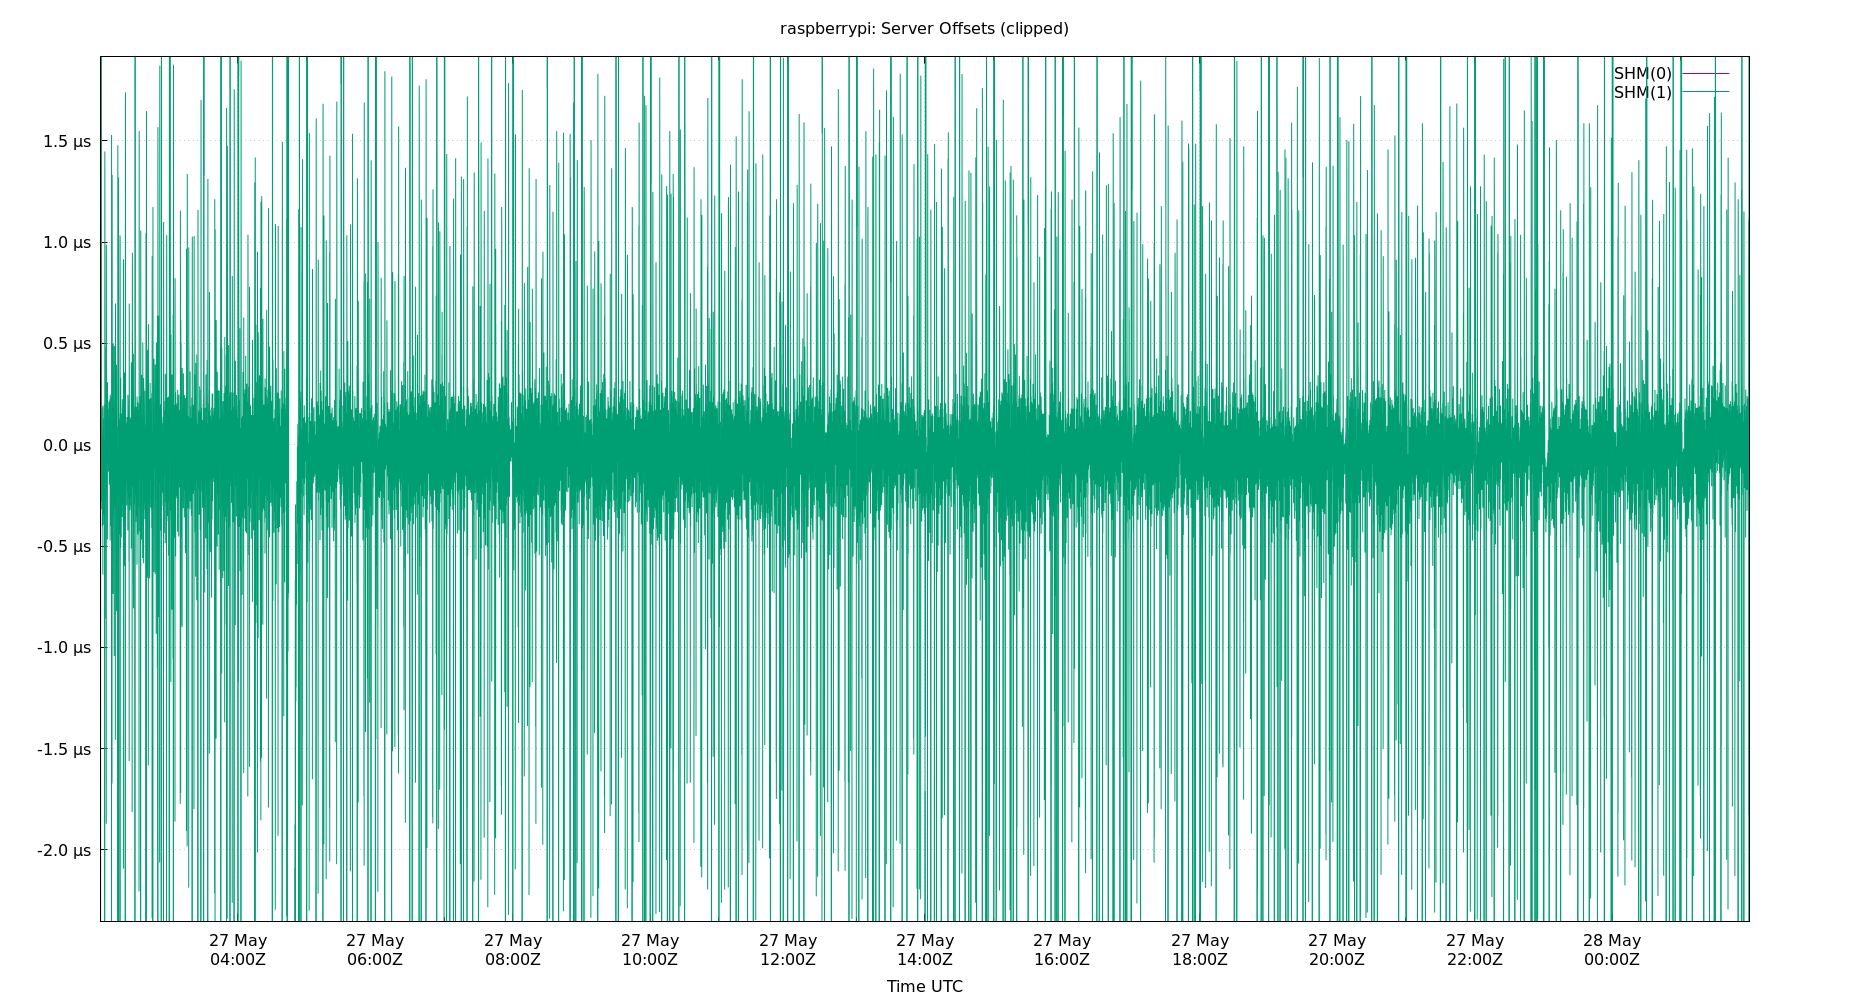 raspberrypi: Server Offsets (clipped)
SHM(0)
SHM(1)
1.5 µs
1.0 µs
0.5 µs
0.0 µs
-0.5 µs
-1.0 µs
-1.5 µs
-2.0 µs
27 May 27 May 27 May 27 May 27 May 27 May 27 May 27 May 27 May 27 May 28 May
04:00Z 06:00Z 08:00Z 10:00Z 12:00Z 14:00Z 16:00Z 18:00Z 20:00Z 22:00Z 00:00Z
Time UTC